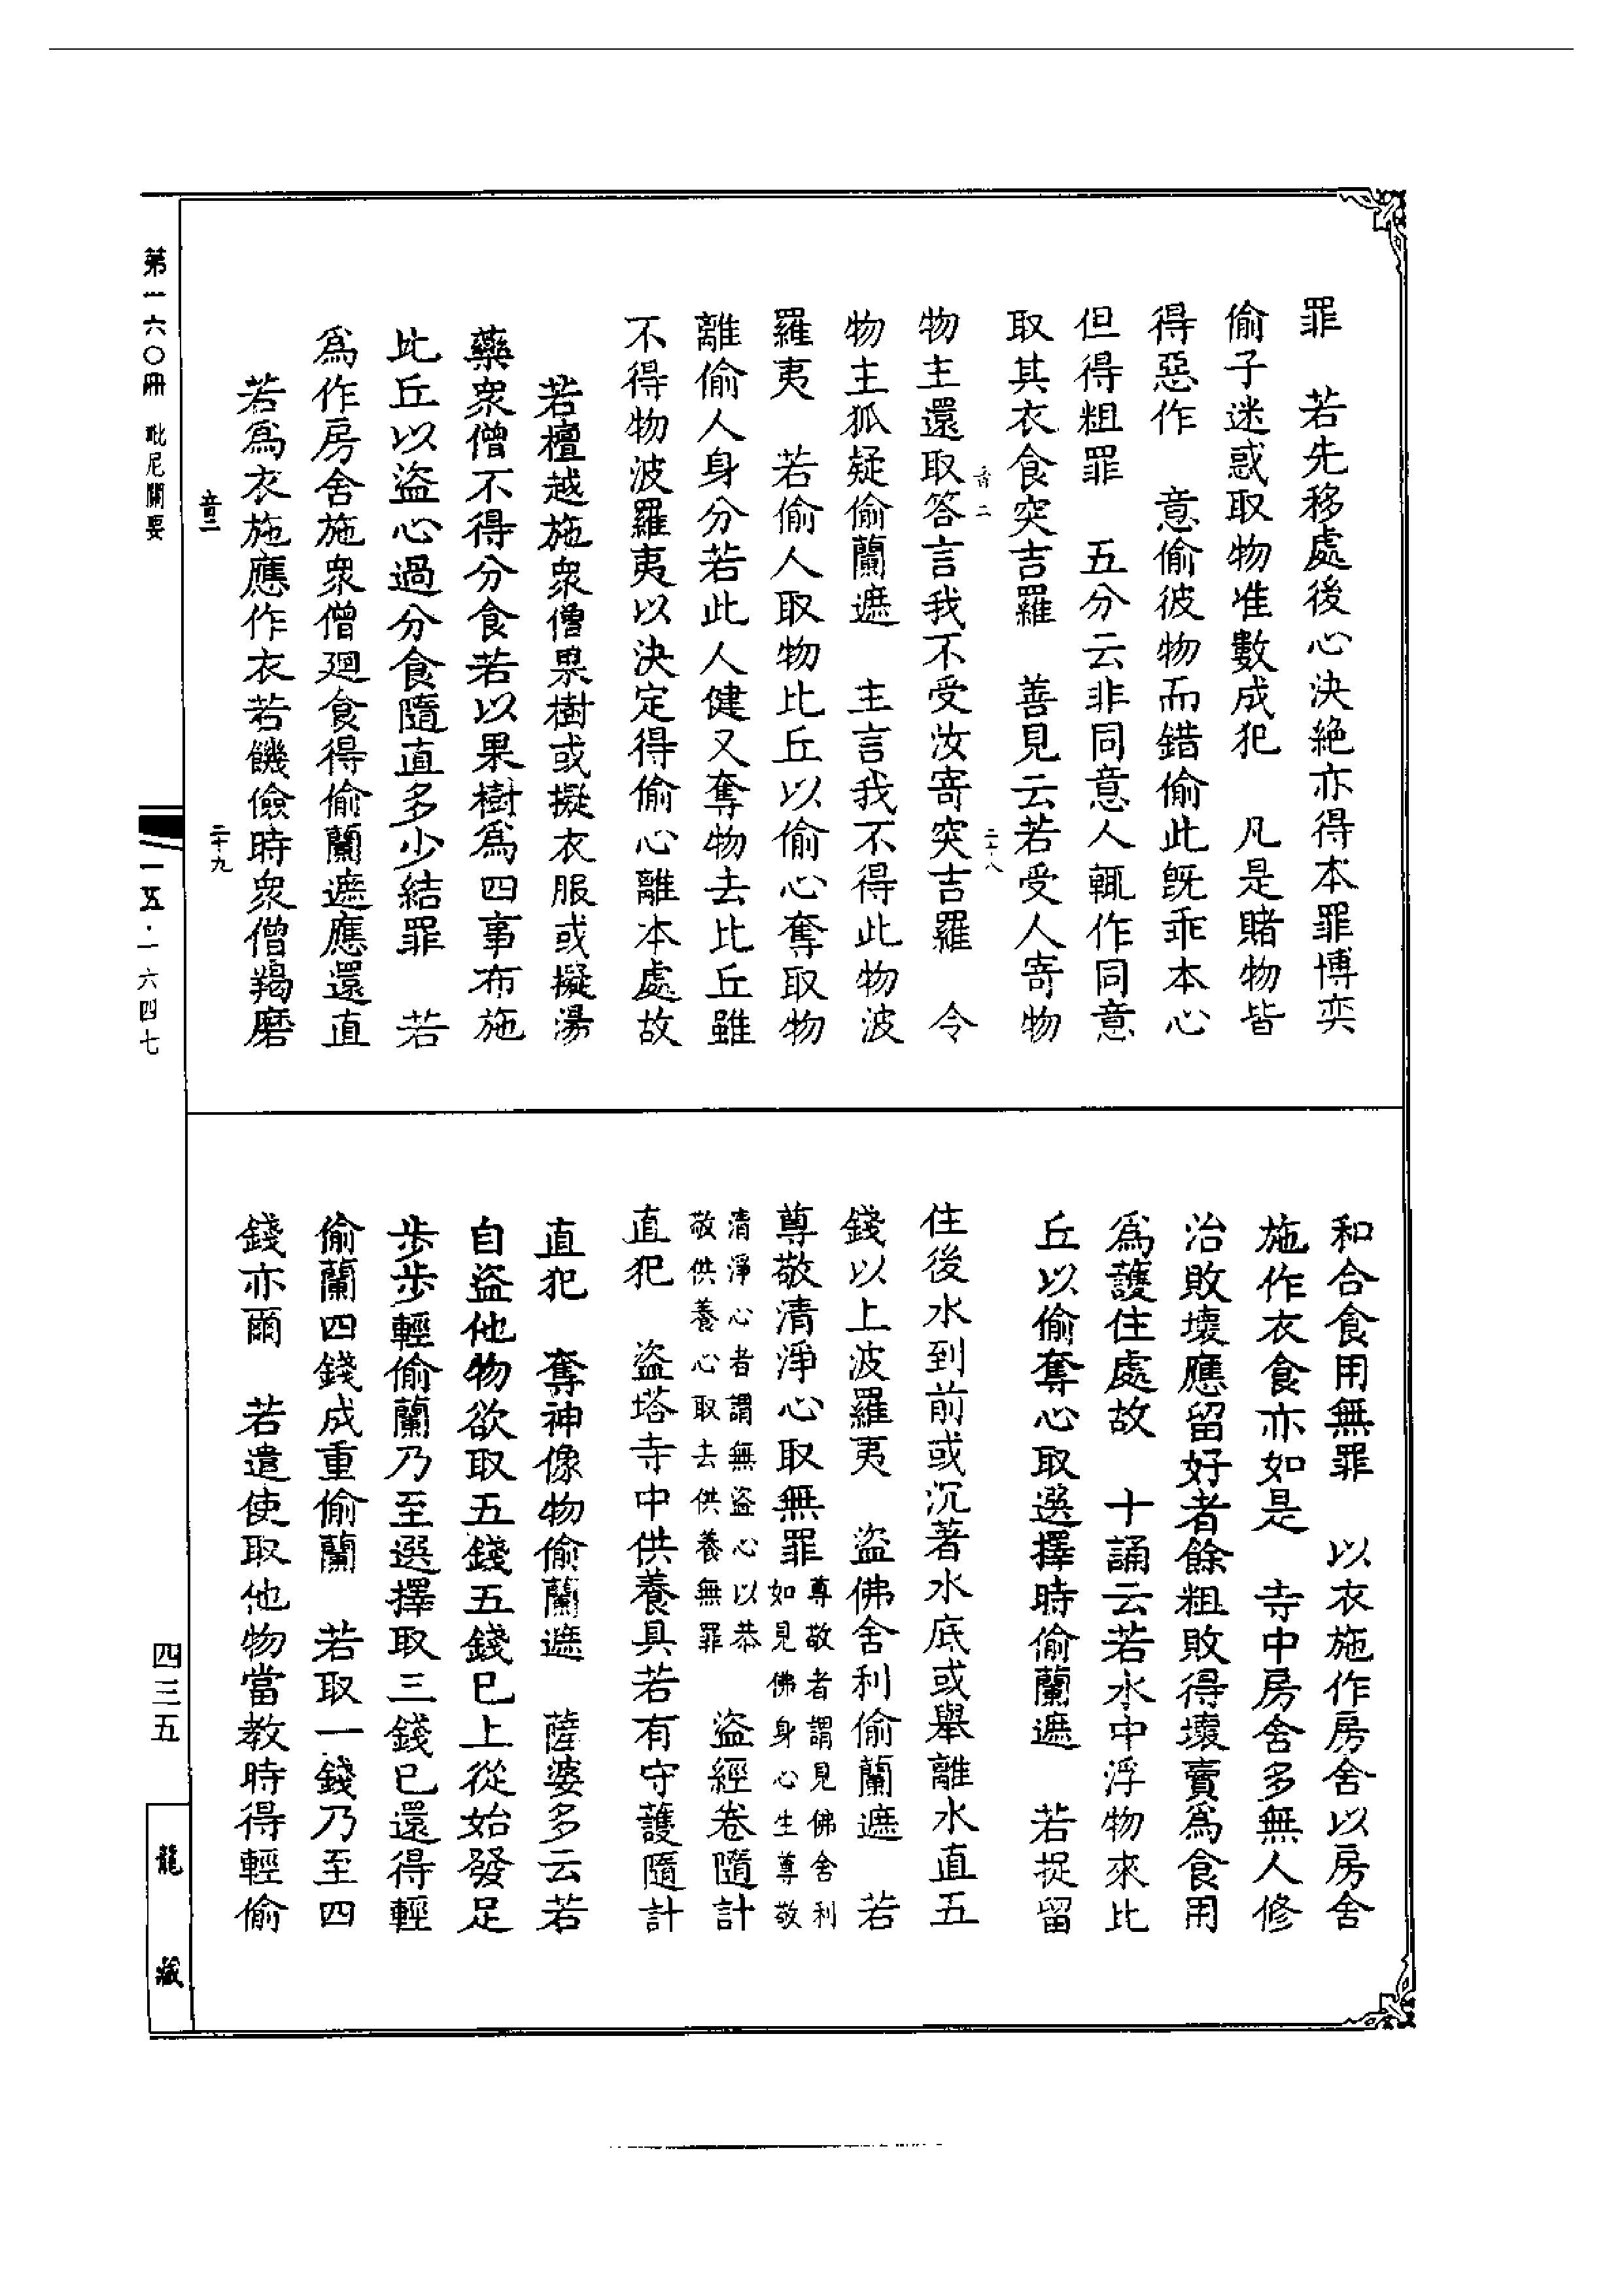 罪　若先移處後心決絕亦得本罪博奕
偷子迷惑取物准數成犯　凡是賭物皆
得惡作　意偷彼物而錯偷此旣乖本心
但得粗罪　五分云非同意人輒作同意
取其衣食突吉羅　善見云若受人寄物
二十八
物主還取答言我不受汝寄突吉羅　令
物主狐疑偷蘭遮　主言我不得此物波
羅夷　若偷人取物比丘以偷心奪取物
離偷人身分若此人健又奪物去比丘雖
不得物波羅夷以決定得偷心離本處故
若檀越施衆僧果樹或擬衣服或擬湯
藥衆僧不得分食若以果樹爲四事布施
比丘以盜心過分食隨直多少結罪　若
爲作房舍施衆僧廻食得偷蘭遮應還直
若爲衣施應作衣若饑儉時衆僧羯磨
二十九
和合食用無罪　以衣施作房舍以房舍
施作衣食亦如是　寺中房舍多無人修
治敗壞應留好者餘粗敗得壞賣爲食用
爲護住處故　十誦云若水中浮物來比
丘以偷奪心取選擇時偷蘭遮　若捉留
住後水到前或沉著水底或舉離水直五
錢以上波羅夷　盜佛舍利偷蘭遮　若
尊敬清淨心取無罪尊敬者謂見佛舍利
如見佛身心生尊敬
清淨心者謂無盜心以恭
敬供養心取去供養無罪　盜經卷隨計
直犯　盜塔寺中供養具若有守護隨計
直犯　奪神像物偷蘭遮　薩婆多云若
自盜他物欲取五錢五錢已上從始發足
步步輕偷蘭乃至選擇取三錢已還得輕
偷蘭四錢成重偷蘭　若取一錢乃至四
錢亦爾　若遣使取他物當教時得輕偷
第一六〇冊　毗尼關要
一五·一六四七
四三五
龍藏